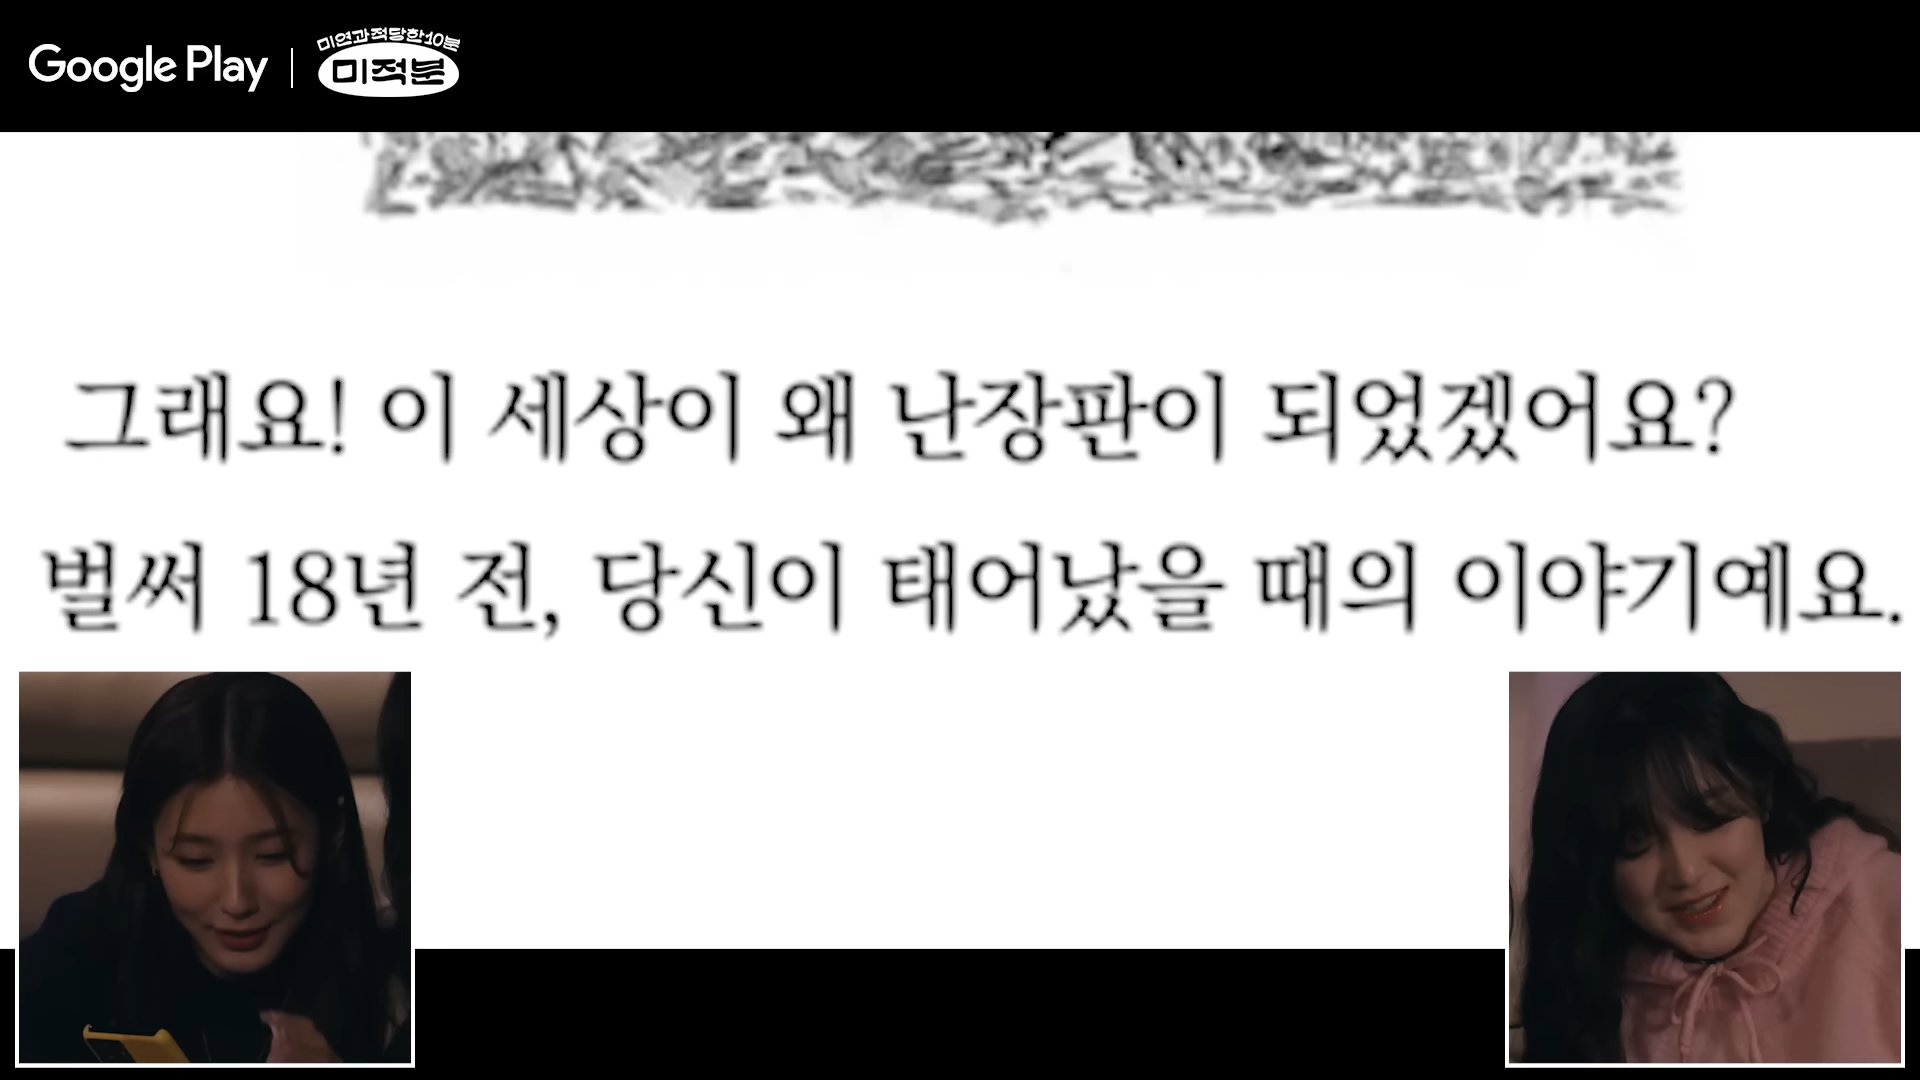 Google Play
미연과적당한10분
미적분
그래요! 이 세상이 왜 난장판이 되었겠어요?
벌써 18년 전, 당신이 태어났을 때의 이야기예요.